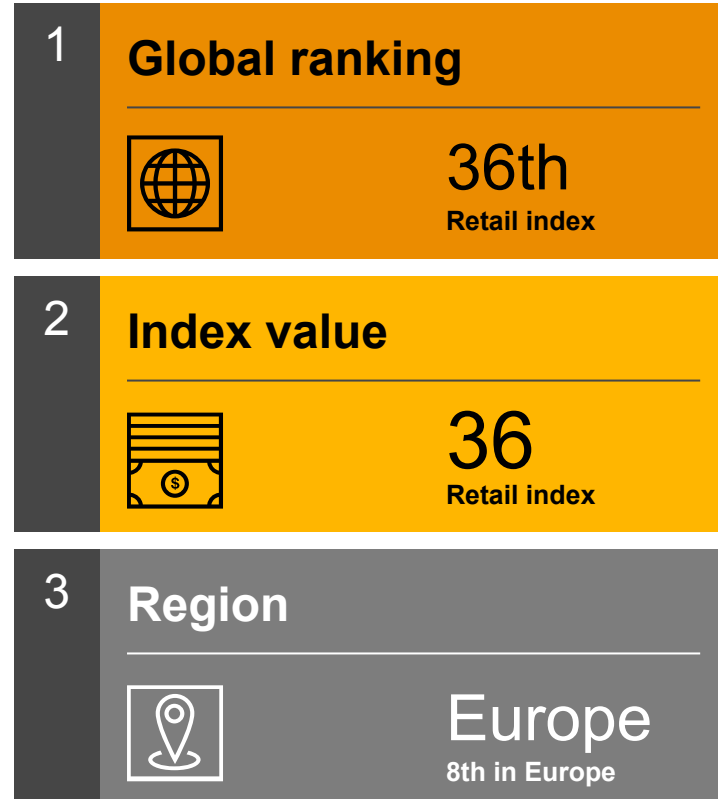 1
Global ranking
36th
Retail index
2
Index value
$
36
Retail index
3
Region
Europe
8th in Europe